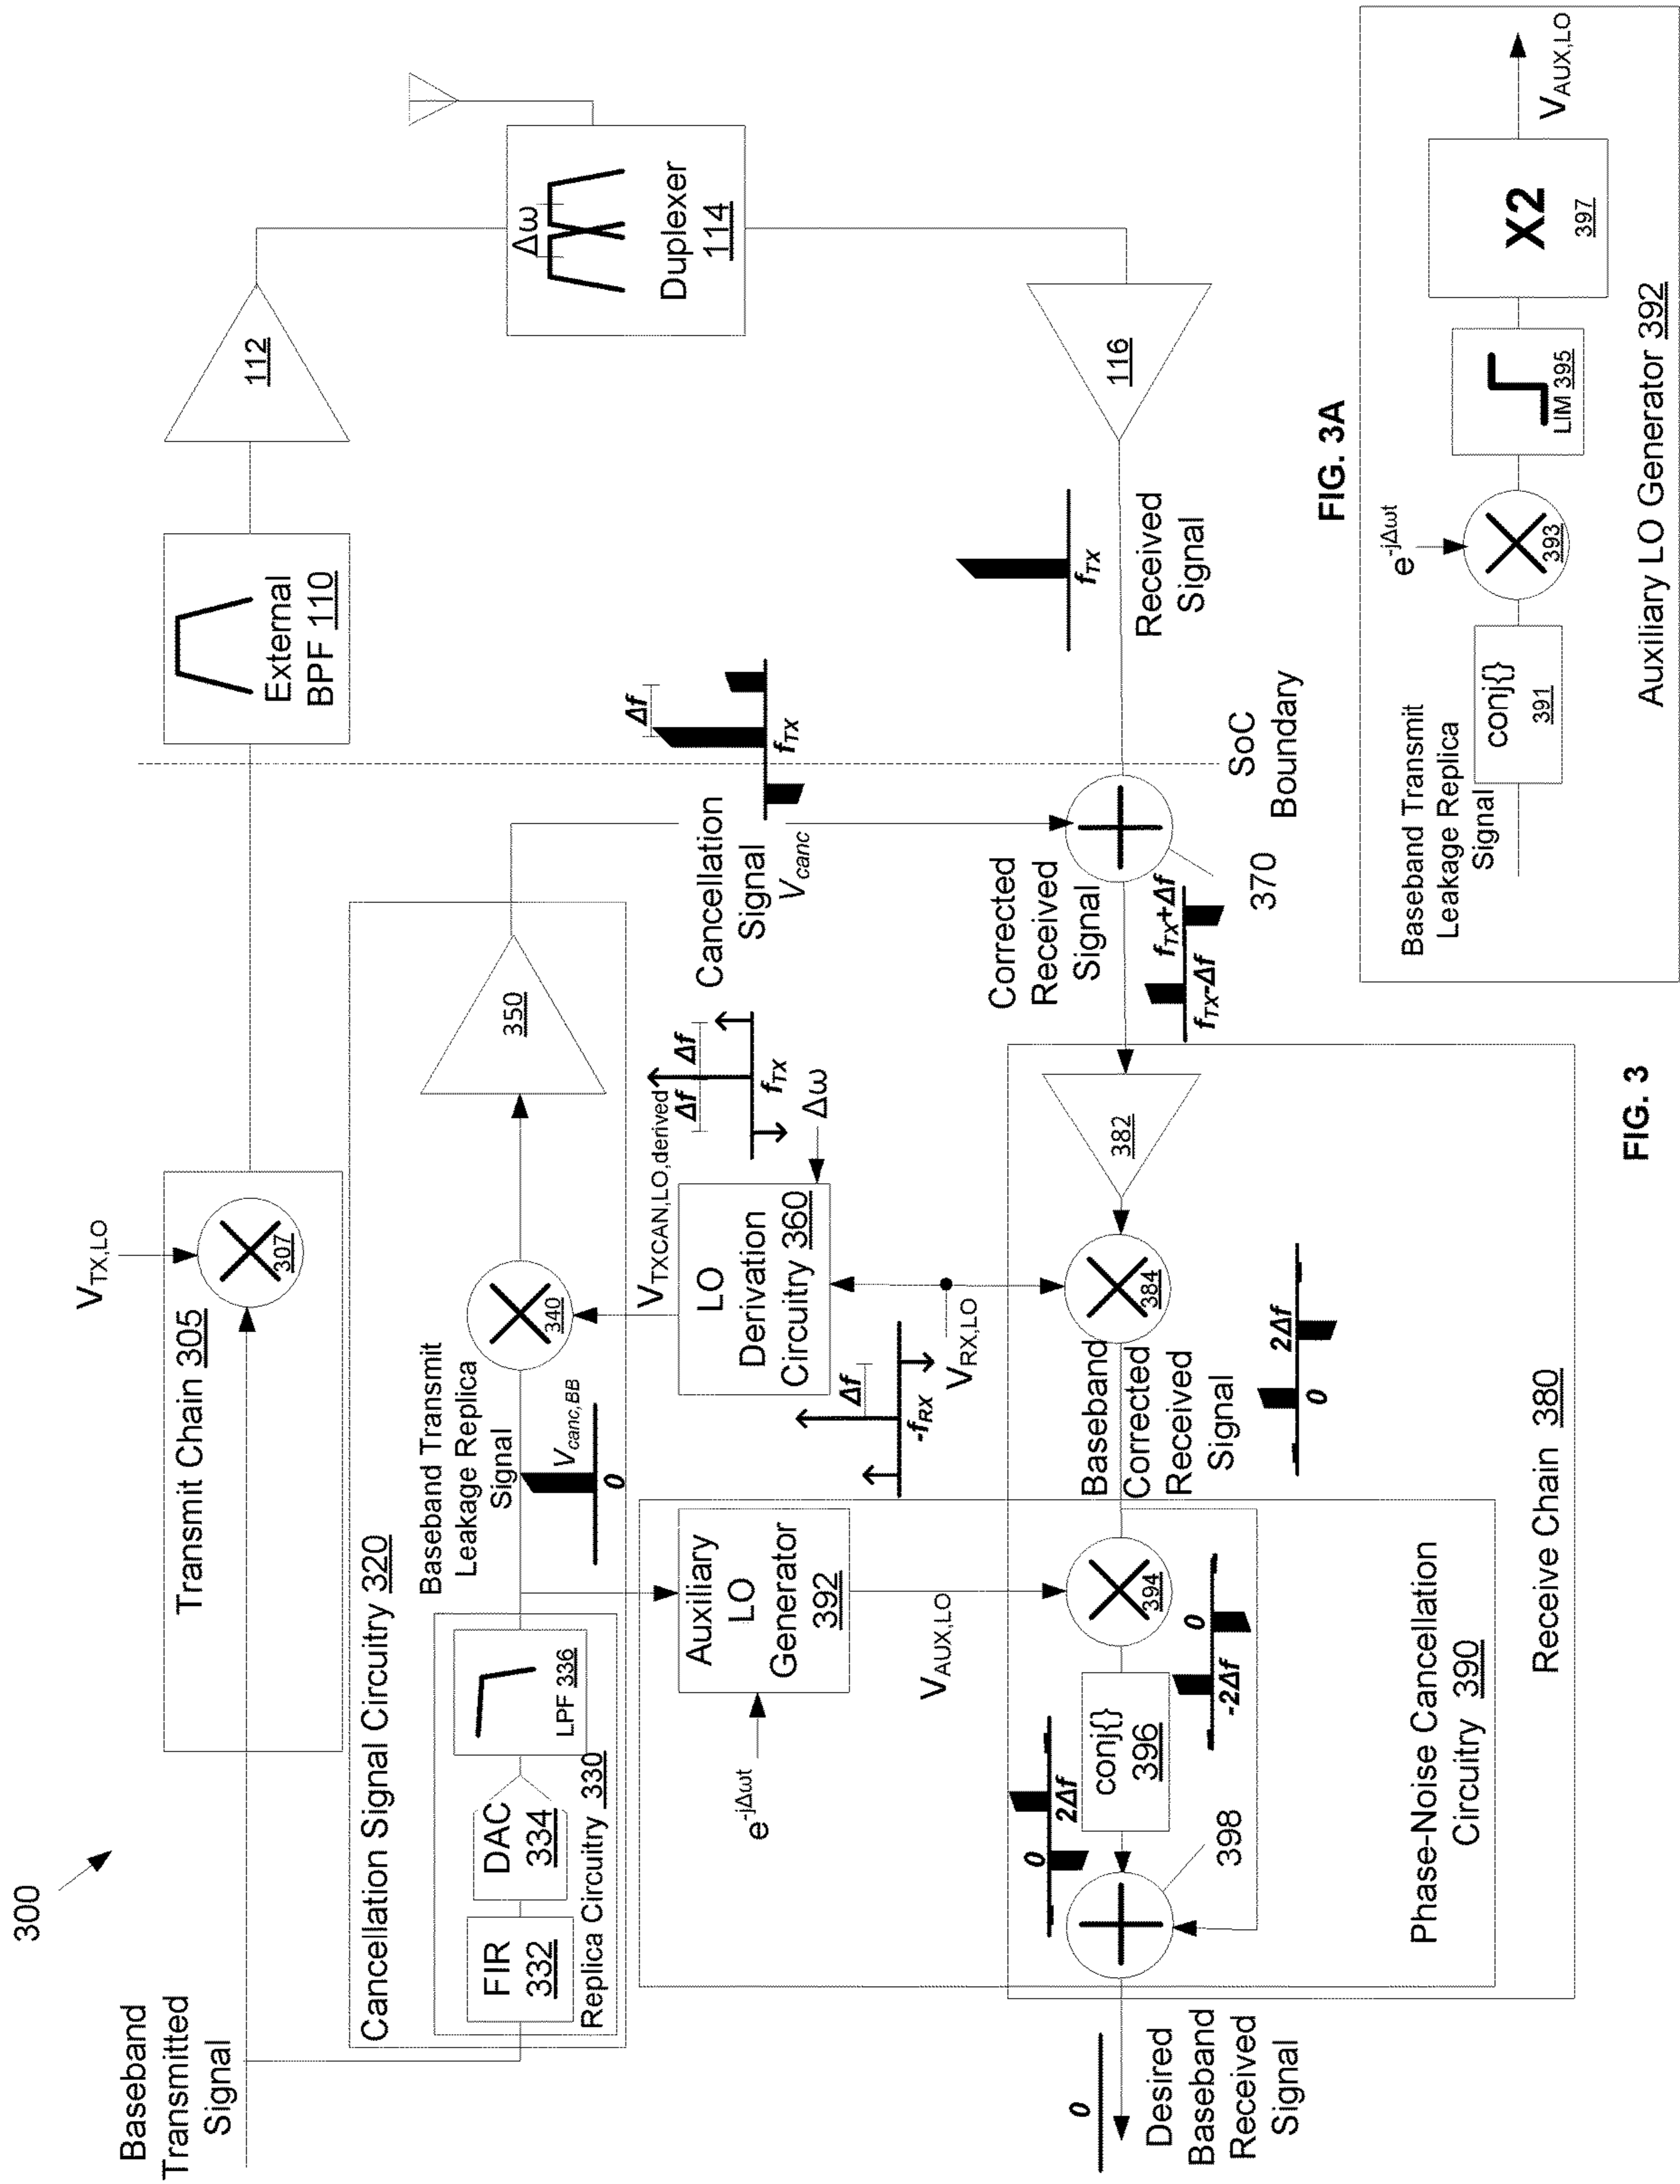 300
Baseband
Transmitted
Signal
Transmit Chain 305
V_TX,LO
307
External
BPF 110
112
Δω
Duplexer
114
116
Cancellation Signal Circuitry 320
FIR
332
DAC
334
LPF 336
Replica Circuitry 330
Baseband Transmit
Leakage Replica
Signal
V_canc,BB
0
340
350
V_TXCAN,LO,derived
Δf
Δf
f_TX
LO
Derivation
Circuitry 360
Δω
Cancellation
Signal
V_canc
Δf
f_TX
SoC
Boundary
Received
Signal
f_TX
370
Corrected
Received
Signal
f_TX-Δf
f_TX+Δf
Δf
-f_RX
V_RX,LO
382
384
Baseband
Corrected
Received
Signal
0
2Δf
Auxiliary
LO
Generator
392
e^-jΔωt
V_AUX,LO
394
-2Δf
0
conj{}
396
0
2Δf
398
Phase-Noise Cancellation
Circuitry 390
Receive Chain 380
0
Desired
Baseband
Received
Signal
FIG. 3
FIG. 3A
Baseband Transmit
Leakage Replica
Signal
conj{}
391
e^-jΔωt
393
LIM 395
X2
397
V_AUX,LO
Auxiliary LO Generator 392